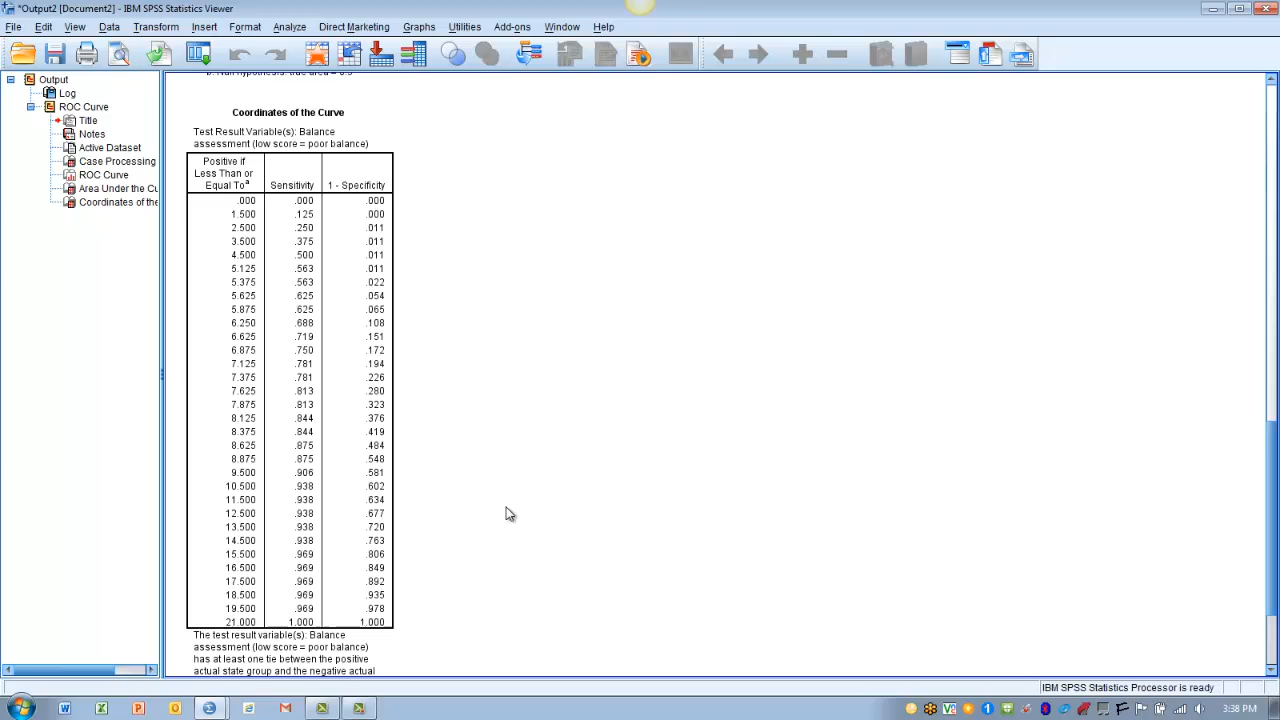 *Output2 [Document2] - IBM SPSS Statistics Viewer
File Edit View Data Transform Insert Format Direct Marketing Graphs Utilities Add-ons Window Help
Output
Log
ROC Curve
Title
Notes
Active Dataset
Case Processing
ROC Curve
Area Under the Cu
Coordinates of the
b. Null hypothesis: true area = 0.5
Coordinates of the Curve
Test Result Variable(s): Balance
assessment (low score = poor balance)
Positive if
Less Than or
Equal Toa Sensitivity 1 - Specificity
.000 .000 .000
1.500 .125 .000
2.500 .250 .011
3.500 .375 .011
4.500 .500 .011
5.125 .563 .011
5.375 .563 .022
5.625 .625 .054
5.875 .625 .065
6.250 .688 .108
6.625 .719 .151
6.875 .750 .172
7.125 .781 .194
7.375 .781 .226
7.625 .813 .280
7.875 .813 .323
8.125 .844 .376
8.375 .844 .419
8.625 .875 .484
8.875 .875 .548
9.500 .906 .581
10.500 .938 .602
11.500 .938 .634
12.500 .938 .677
13.500 .938 .720
14.500 .938 .763
15.500 .969 .806
16.500 .969 .849
17.500 .969 .892
18.500 .969 .935
19.500 .969 .978
21.000 1.000 1.000
The test result variable(s): Balance
assessment (low score = poor balance)
has at least one tie between the positive
actual state group and the negative actual
IBM SPSS Statistics Processor is ready
3:38 PM